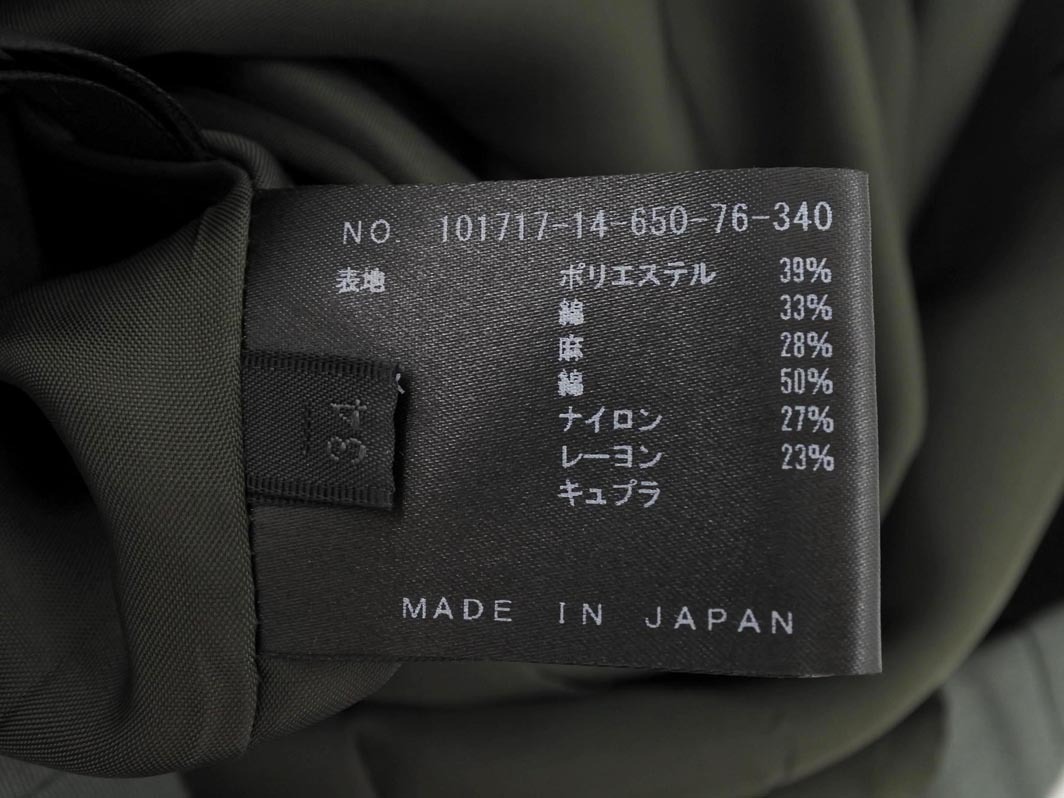 NO. 101717-14-650-76-340
表地 ポリエステル 39%
綿 33%
麻 28%
綿 50%
ナイロン 27%
レーヨン 23%
キュプラ
34
MADE IN JAPAN